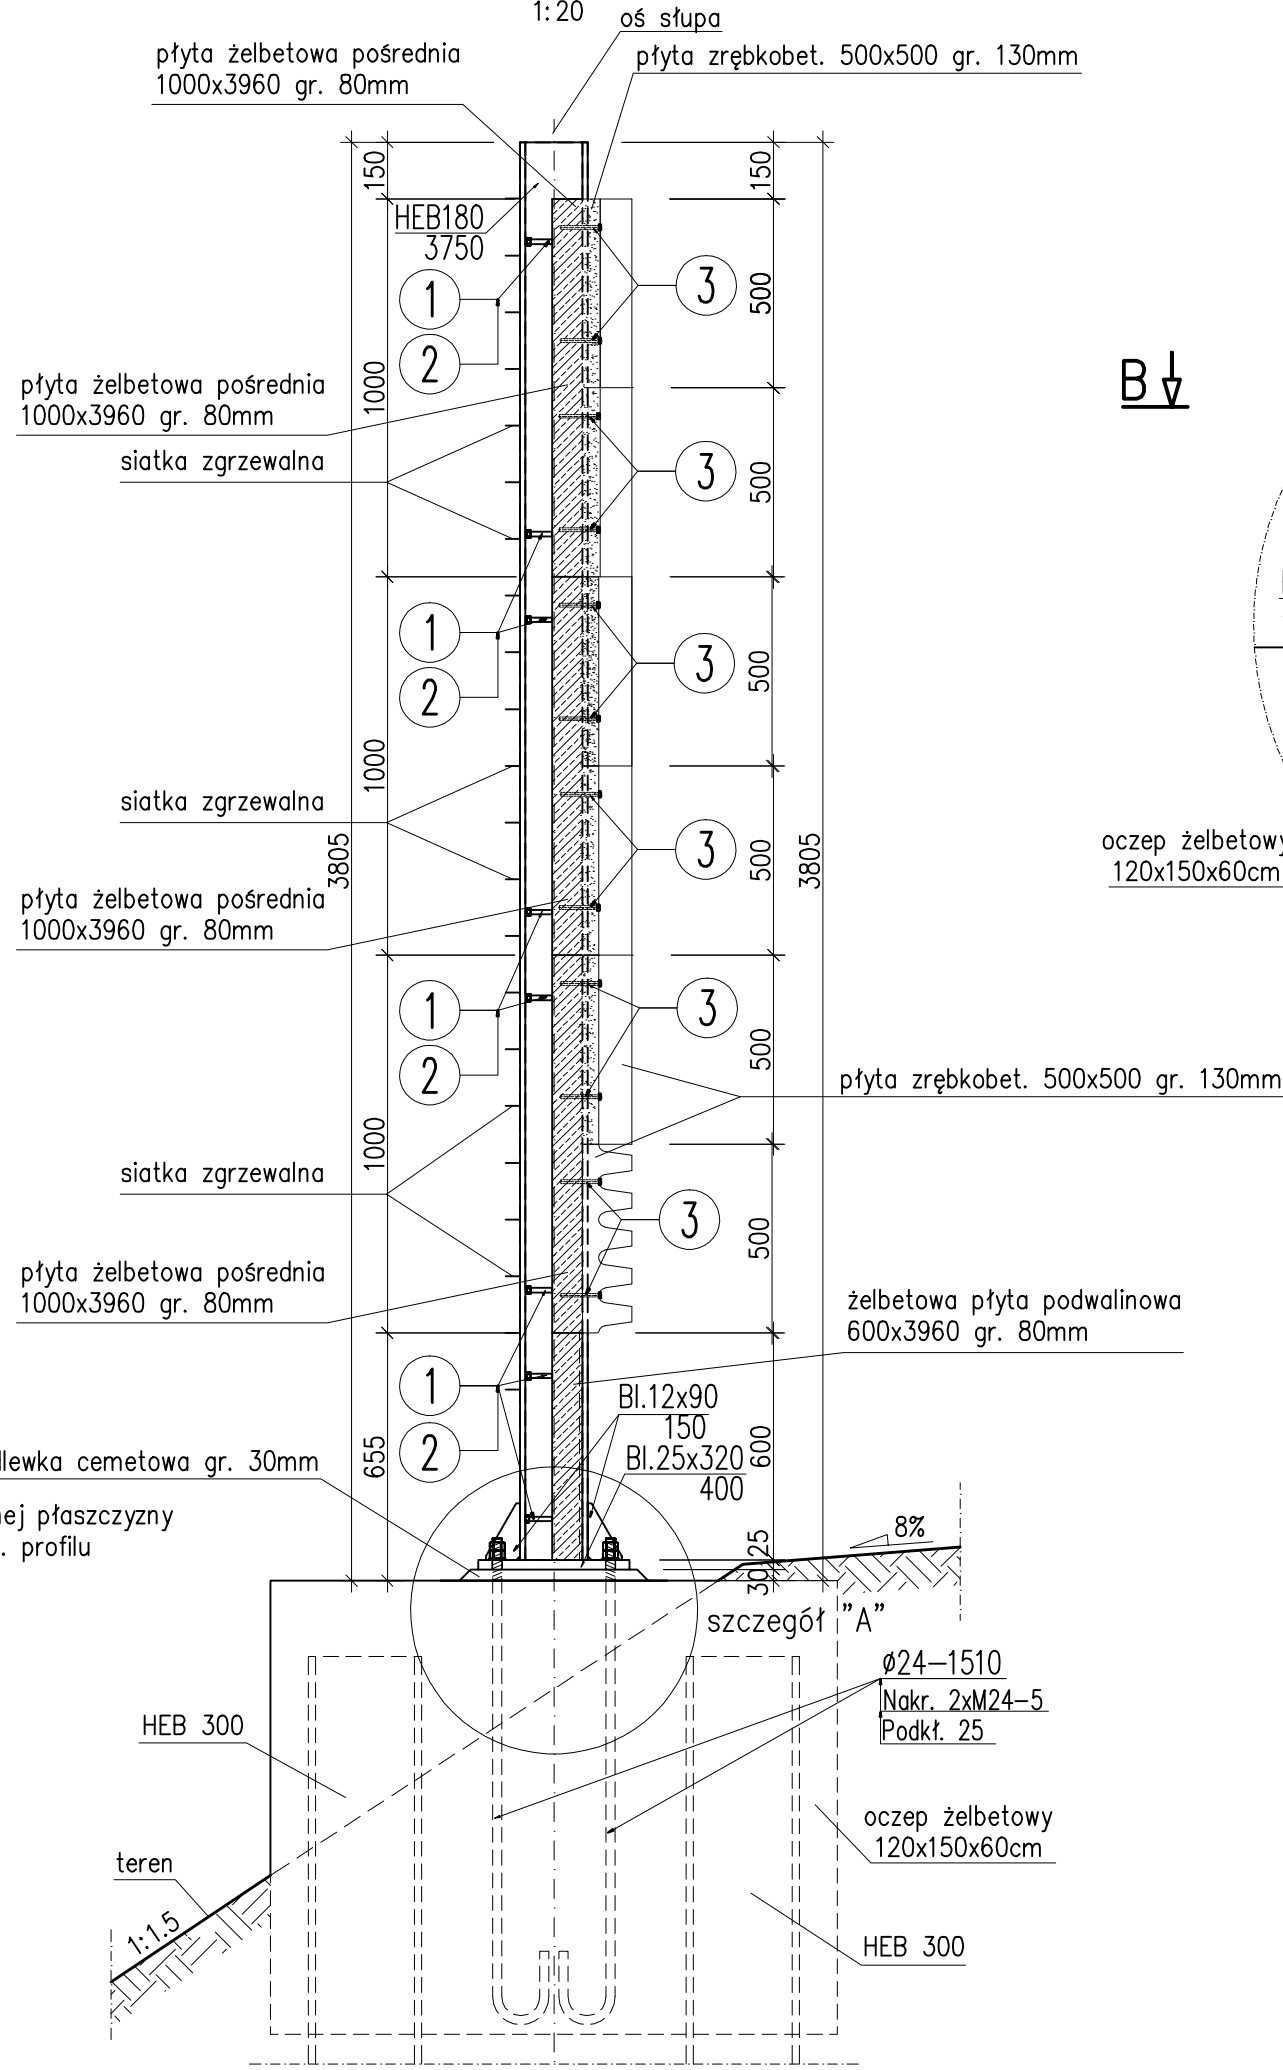 1:20
oś słupa
płyta żelbetowa pośrednia
1000x3960 gr. 80mm
płyta zrębkobet. 500x500 gr. 130mm
150
150
HEB180
3750
1
2
3
500
1000
płyta żelbetowa pośrednia
1000x3960 gr. 80mm
siatka zgrzewalna
3
500
B
1
2
3
500
1000
siatka zgrzewalna
3805
3
500
3805
oczep żelbetowy
120x150x60cm
płyta żelbetowa pośrednia
1000x3960 gr. 80mm
1
2
3
500
płyta zrębkobet. 500x500 gr. 130mm
1000
siatka zgrzewalna
3
500
płyta żelbetowa pośrednia
1000x3960 gr. 80mm
żelbetowa płyta podwalinowa
600x3960 gr. 80mm
1
2
Bl.12x90
150
Bl.25x320
400
655
600
lewka cemetowa gr. 30mm
ej płaszczyzny
. profilu
25
30
8%
szczegół "A"
ø24–1510
Nakr. 2xM24–5
Podkł. 25
HEB 300
oczep żelbetowy
120x150x60cm
teren
1:1.5
HEB 300